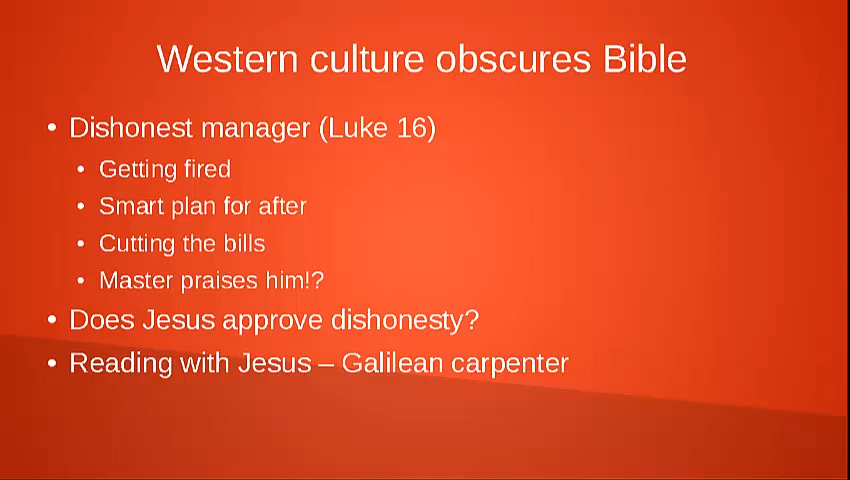 Western culture obscures Bible
• Dishonest manager (Luke 16)
• Getting fired
• Smart plan for after
• Cutting the bills
• Master praises him!?
• Does Jesus approve dishonesty?
• Reading with Jesus – Galilean carpenter